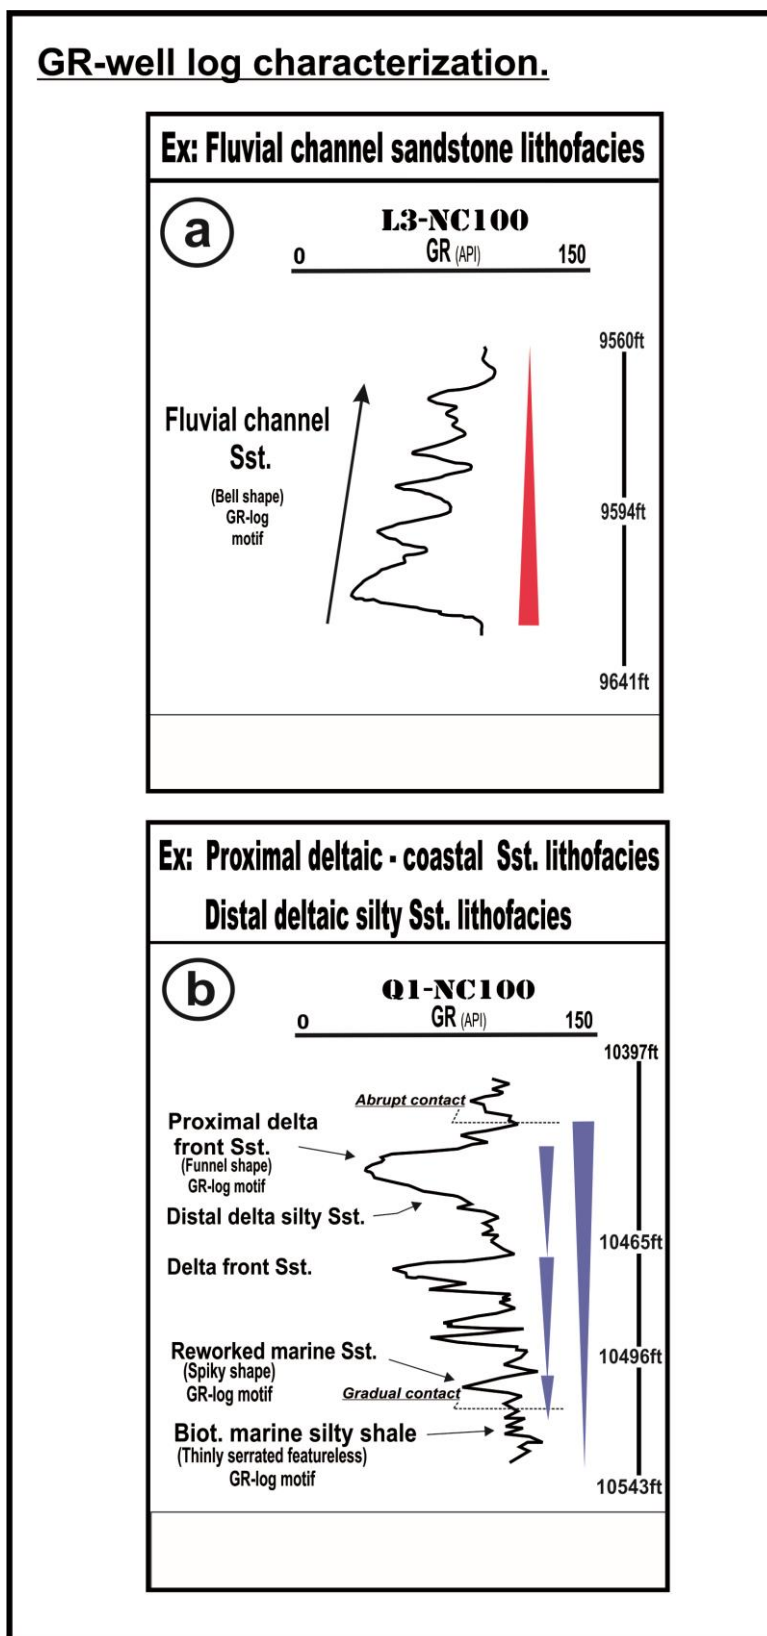 GR-well log characterization.
Ex: Fluvial channel sandstone lithofacies
a
L3-NC100
0 GR (API) 150
9560ft
Fluvial channel
Sst.
(Bell shape)
GR-log
motif
9594ft
9641ft
Ex: Proximal deltaic - coastal Sst. lithofacies
Distal deltaic silty Sst. lithofacies
b
Q1-NC100
0 GR (API) 150
10397ft
Abrupt contact
Proximal delta
front Sst.
(Funnel shape)
GR-log motif
Distal delta silty Sst.
10465ft
Delta front Sst.
Reworked marine Sst.
10496ft
(Spiky shape)
GR-log motif
Gradual contact
Biot. marine silty shale
(Thinly serrated featureless)
GR-log motif
10543ft